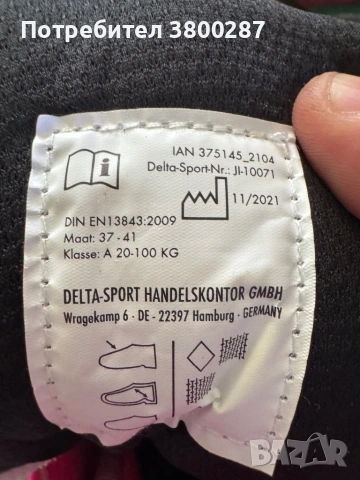 Потребител 3800287
IAN 375145_2104
Delta-Sport-Nr.: JI-10071
11/2021
DIN EN13843:2009
Maat: 37 - 41
Klasse: A 20-100 KG
DELTA-SPORT HANDELSKONTOR GMBH
Wragekamp 6 · DE - 22397 Hamburg · GERMANY
BAZAR